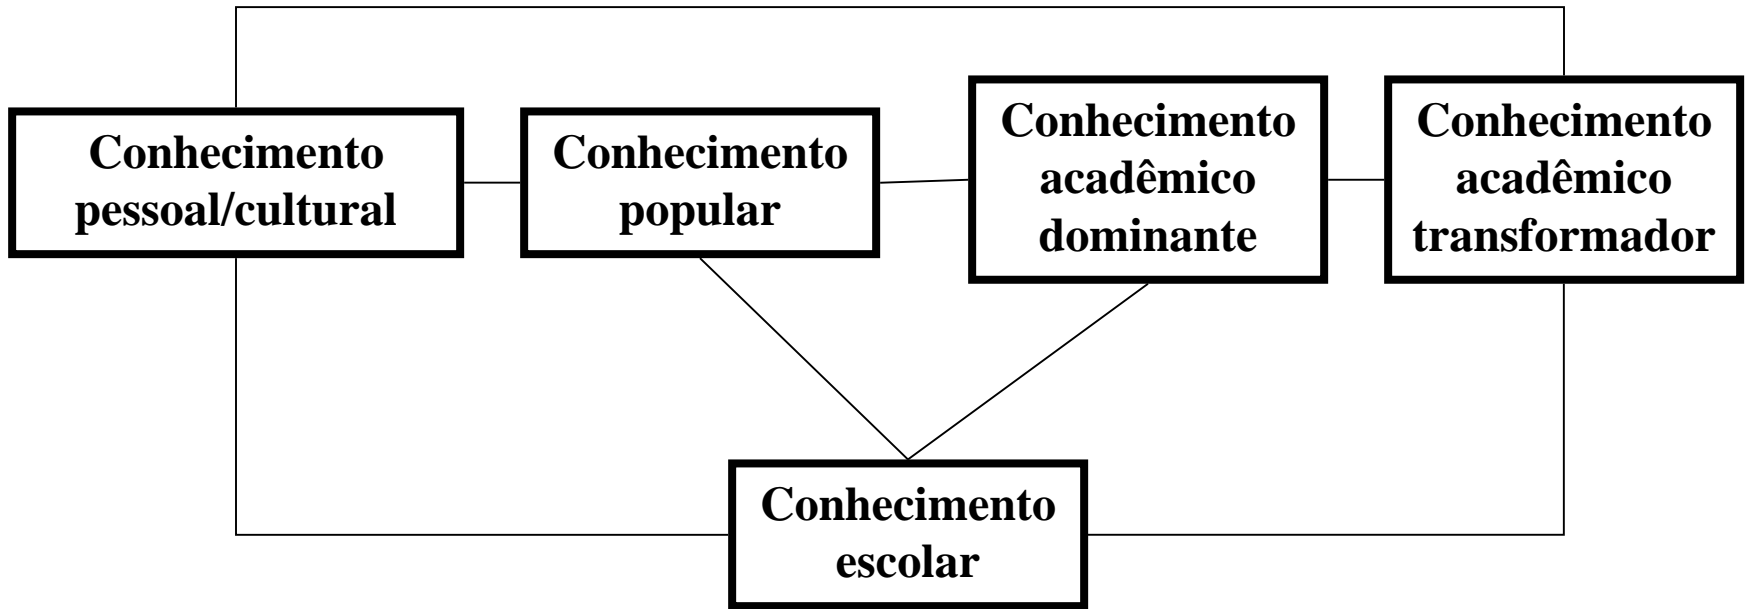 Conhecimento
pessoal/cultural
Conhecimento
popular
Conhecimento
acadêmico
dominante
Conhecimento
acadêmico
transformador
Conhecimento
escolar